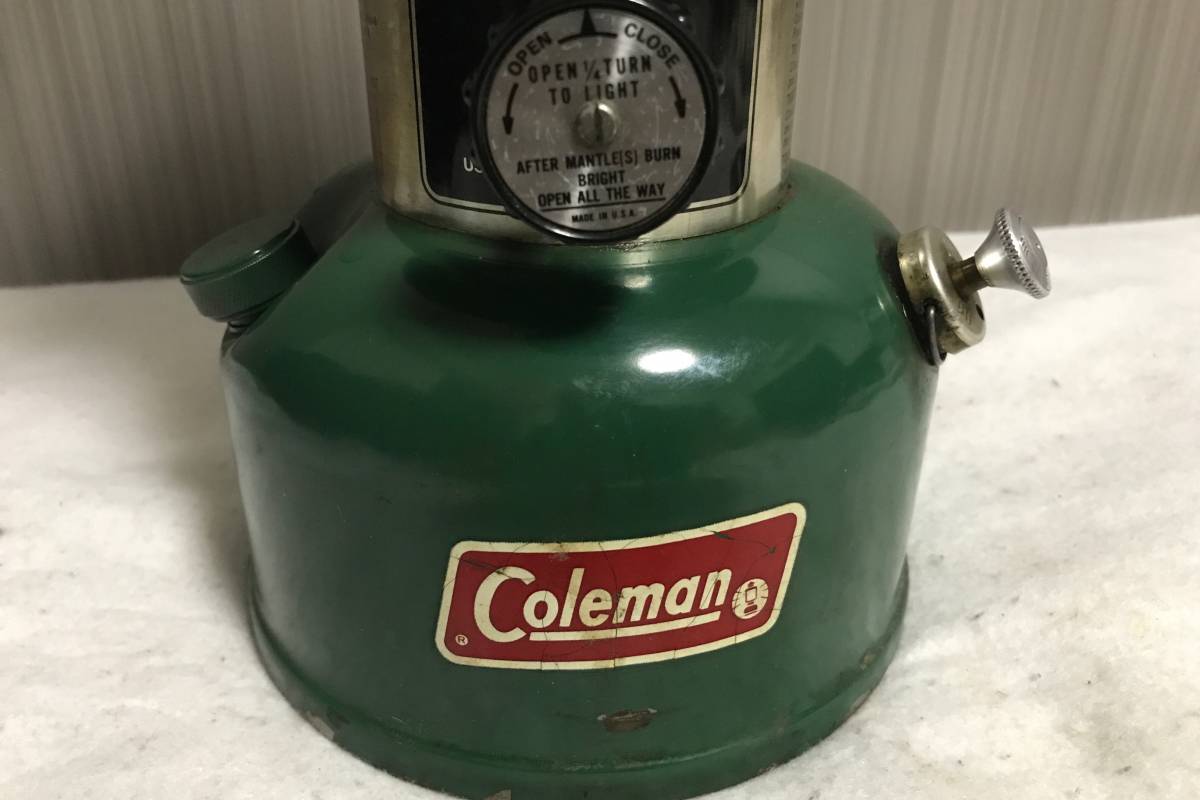 OPEN CLOSE
OPEN 1/4 TURN
TO LIGHT
AFTER MANTLE[S] BURN
BRIGHT
OPEN ALL THE WAY
MADE IN U.S.A.
Coleman
®